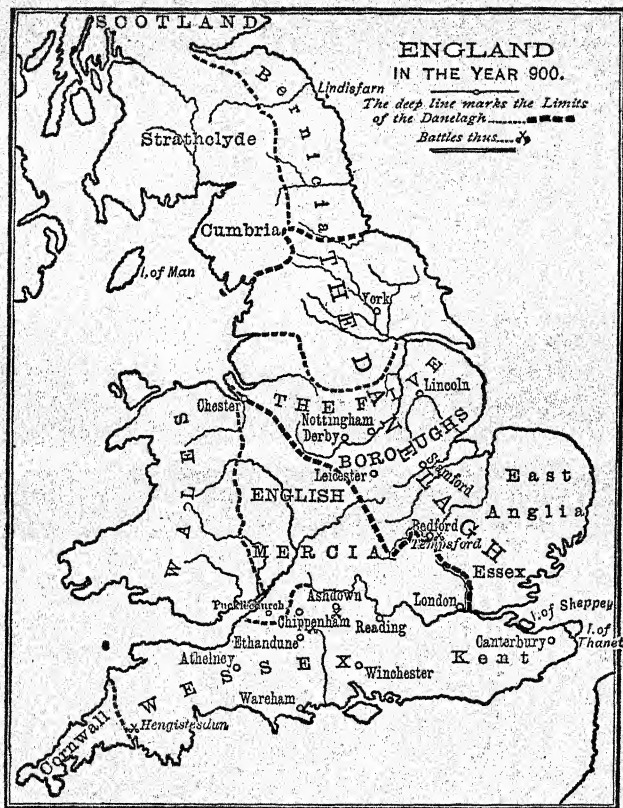 SCOTLAND
ENGLAND
IN THE YEAR 900.
The deep line marks the Limits
of the Danelagh
Battles thus
Lindisfarn
Bernicia
Strathclyde
Cumbria
I. of Man
THE DANELAGH
York
Lincoln
Chester
THE FIVE
BOROUGHS
Nottingham
Derby
Stamford
Leicester
WALES
ENGLISH
MERCIA
East
Anglia
Bedford
Tempsford
Essex
London
I. of Sheppey
I. of
Thanet
Pucklechurch
Ashdown
Chippenham
Reading
Canterbury
Kent
Ethandune
Athelney
WESSEX
Winchester
Wareham
Hengistesdun
Cornwall